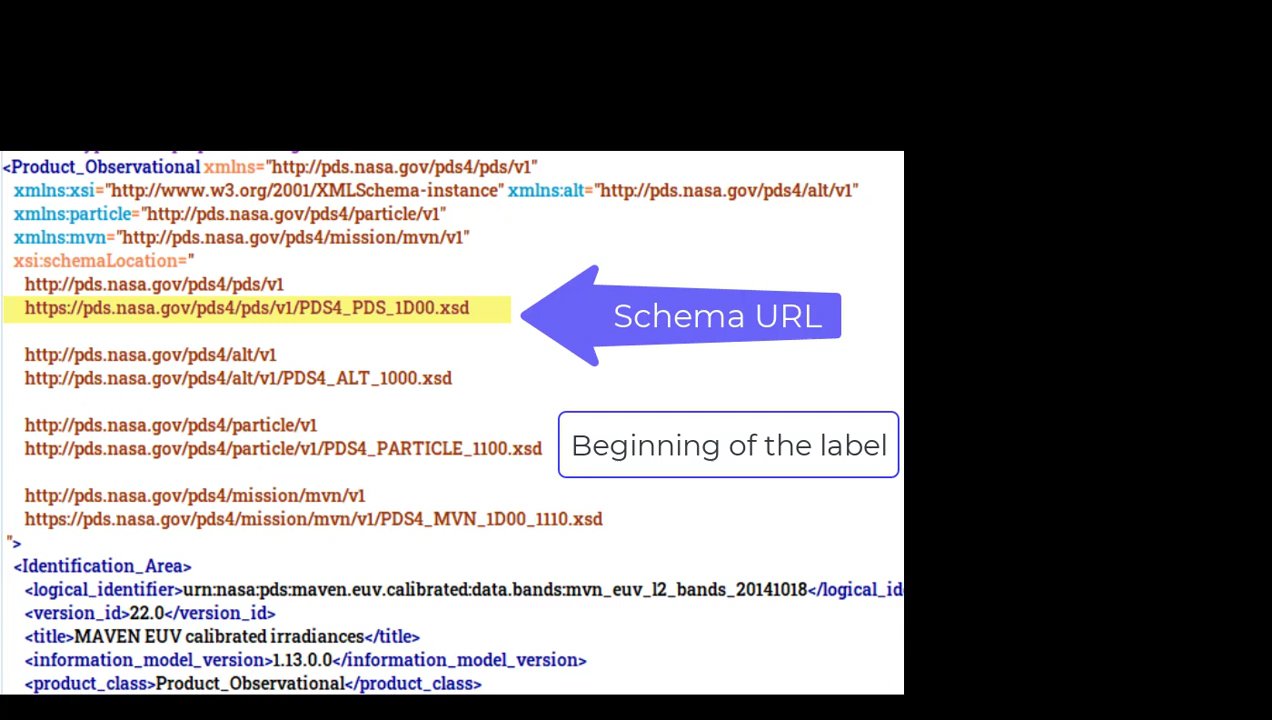 <Product_Observational xmlns="http://pds.nasa.gov/pds4/pds/v1"
xmlns:xsi="http://www.w3.org/2001/XMLSchema-instance" xmlns:alt="http://pds.nasa.gov/pds4/alt/v1"
xmlns:particle="http://pds.nasa.gov/pds4/particle/v1"
xmlns:mvn="http://pds.nasa.gov/pds4/mission/mvn/v1"
xsi:schemaLocation="
http://pds.nasa.gov/pds4/pds/v1
https://pds.nasa.gov/pds4/pds/v1/PDS4_PDS_1D00.xsd
Schema URL
http://pds.nasa.gov/pds4/alt/v1
http://pds.nasa.gov/pds4/alt/v1/PDS4_ALT_1000.xsd
http://pds.nasa.gov/pds4/particle/v1
http://pds.nasa.gov/pds4/particle/v1/PDS4_PARTICLE_1100.xsd
Beginning of the label
http://pds.nasa.gov/pds4/mission/mvn/v1
https://pds.nasa.gov/pds4/mission/mvn/v1/PDS4_MVN_1D00_1110.xsd
">
<Identification_Area>
<logical_identifier>urn:nasa:pds:maven.euv.calibrated:data.bands:mvn_euv_l2_bands_20141018</logical_id
<version_id>22.0</version_id>
<title>MAVEN EUV calibrated irradiances</title>
<information_model_version>1.13.0.0</information_model_version>
<product_class>Product_Observational</product_class>